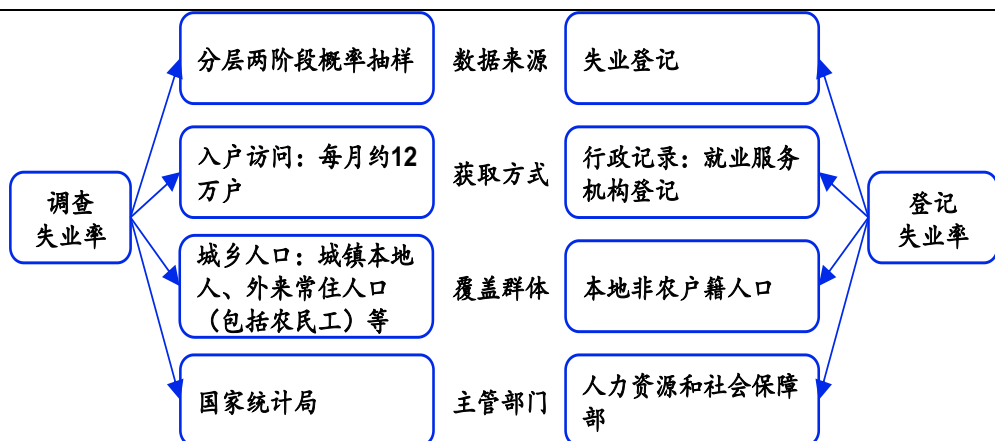 分层两阶段概率抽样
数据来源
失业登记
入户访问：每月约12
万户
获取方式
行政记录：就业服务
机构登记
调查
失业率
登记
失业率
城乡人口：城镇本地
人、外来常住人口
（包括农民工）等
覆盖群体
本地非农户籍人口
国家统计局
主管部门
人力资源和社会保障
部